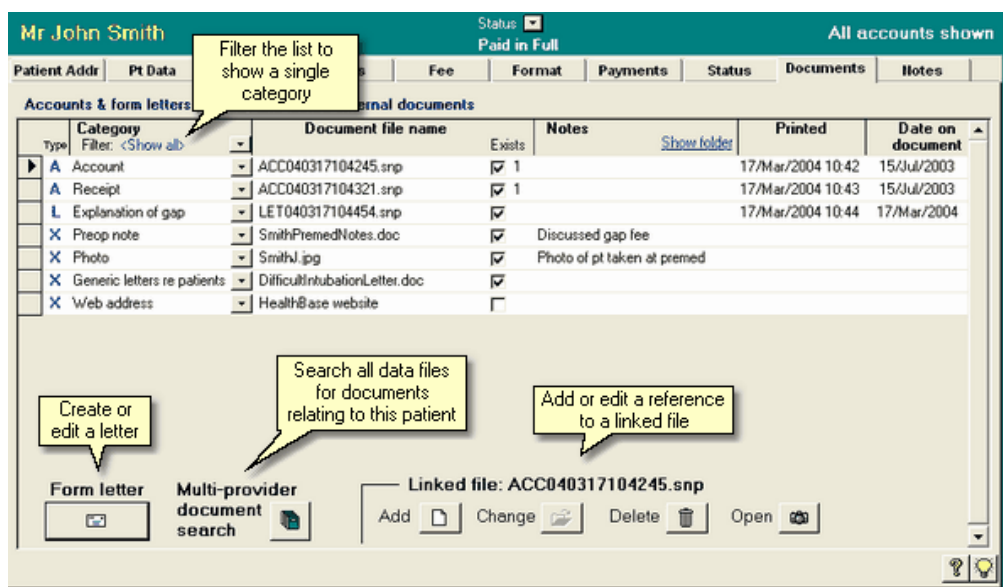 Mr John Smith
Status
Paid in Full
All accounts shown
Filter the list to
show a single
category
Patient Addr
Pt Data
Fee
Format
Payments
Status
Documents
Notes
Accounts & form letters
ernal documents
Type
Category
Filter: <Show all>
Document file name
Exists
Notes
Show folder
Printed
Date on
document
A Account ACC040317104245.snp 1 17/Mar/2004 10:42 15/Jul/2003
A Receipt ACC040317104321.snp 1 17/Mar/2004 10:43 15/Jul/2003
L Explanation of gap LET040317104454.snp 17/Mar/2004 10:44 17/Mar/2004
X Preop note SmithPremedNotes.doc Discussed gap fee
X Photo SmithJ.jpg Photo of pt taken at premed
X Generic letters re patients DifficultIntubationLetter.doc
X Web address HealthBase website
Search all data files
for documents
relating to this patient
Create or
edit a letter
Add or edit a reference
to a linked file
Form letter
Multi-provider
document
search
Linked file: ACC040317104245.snp
Add
Change
Delete
Open